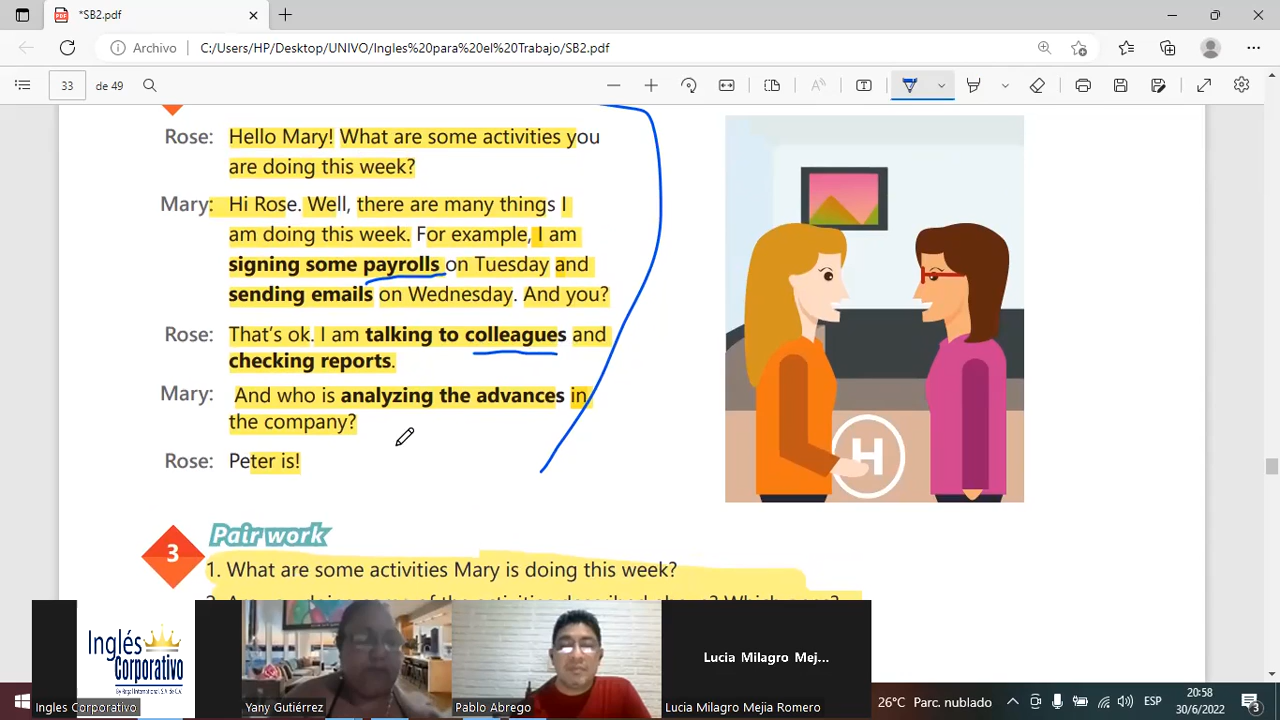 *SB2.pdf
Archivo C:/Users/HP/Desktop/UNIVO/Ingles%20para%20el%20Trabajo/SB2.pdf
33 de 49
Rose: Hello Mary! What are some activities you
are doing this week?
Mary: Hi Rose. Well, there are many things I
am doing this week. For example, I am
signing some payrolls on Tuesday and
sending emails on Wednesday. And you?
Rose: That's ok. I am talking to colleagues and
checking reports.
Mary: And who is analyzing the advances in
the company?
Rose: Peter is!
H
Pair work
3
1. What are some activities Mary is doing this week?
Inglés
Corporativo
Ingles Corporativo
Yany Gutiérrez
Pablo Abrego
Lucia Milagro Mej...
Lucia Milagro Mejia Romero
26°C Parc. nublado
ESP
20:58
30/6/2022
3